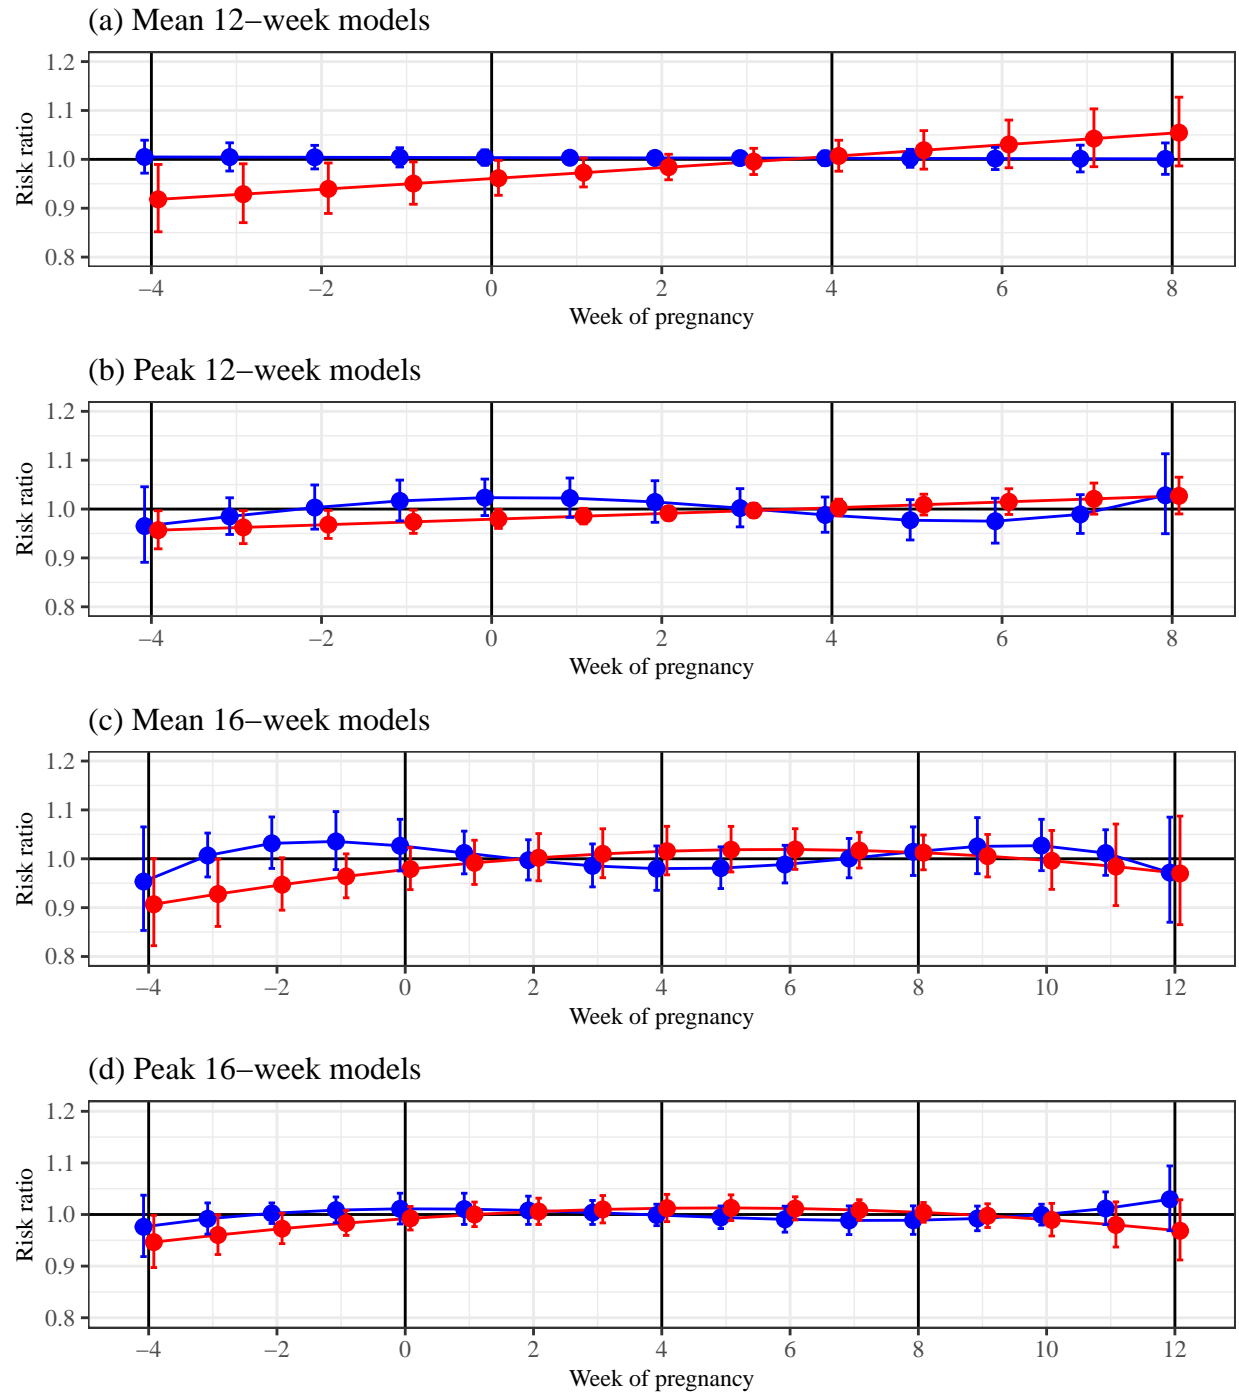 (a) Mean 12−week models
1.2
1.1
1.0
0.9
0.8
Risk ratio
−4 −2 0 2 4 6 8
Week of pregnancy
(b) Peak 12−week models
1.2
1.1
1.0
0.9
0.8
Risk ratio
−4 −2 0 2 4 6 8
Week of pregnancy
(c) Mean 16−week models
1.2
1.1
1.0
0.9
0.8
Risk ratio
−4 −2 0 2 4 6 8 10 12
Week of pregnancy
(d) Peak 16−week models
1.2
1.1
1.0
0.9
0.8
Risk ratio
−4 −2 0 2 4 6 8 10 12
Week of pregnancy